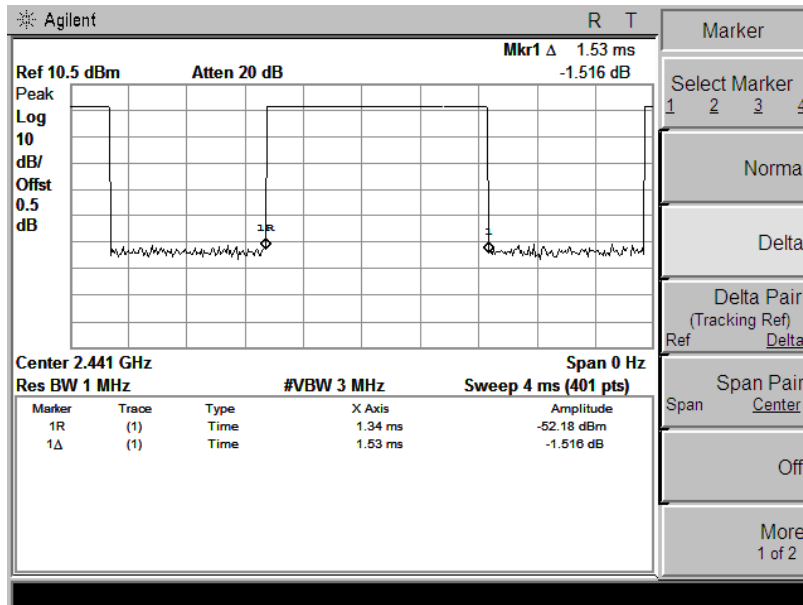 Agilent R T
Mkr1 Δ 1.53 ms
Ref 10.5 dBm Atten 20 dB -1.516 dB
Peak
Log
10
dB/
Offst
0.5
dB
1R
1
Center 2.441 GHz Span 0 Hz
Res BW 1 MHz #VBW 3 MHz Sweep 4 ms (401 pts)
Marker Trace Type X Axis Amplitude
1R (1) Time 1.34 ms -52.18 dBm
1Δ (1) Time 1.53 ms -1.516 dB
Marker
Select Marker
1 2 3 4
Norma
Delta
Delta Pair
(Tracking Ref)
Ref Delta
Span Pair
Span Center
Off
More
1 of 2